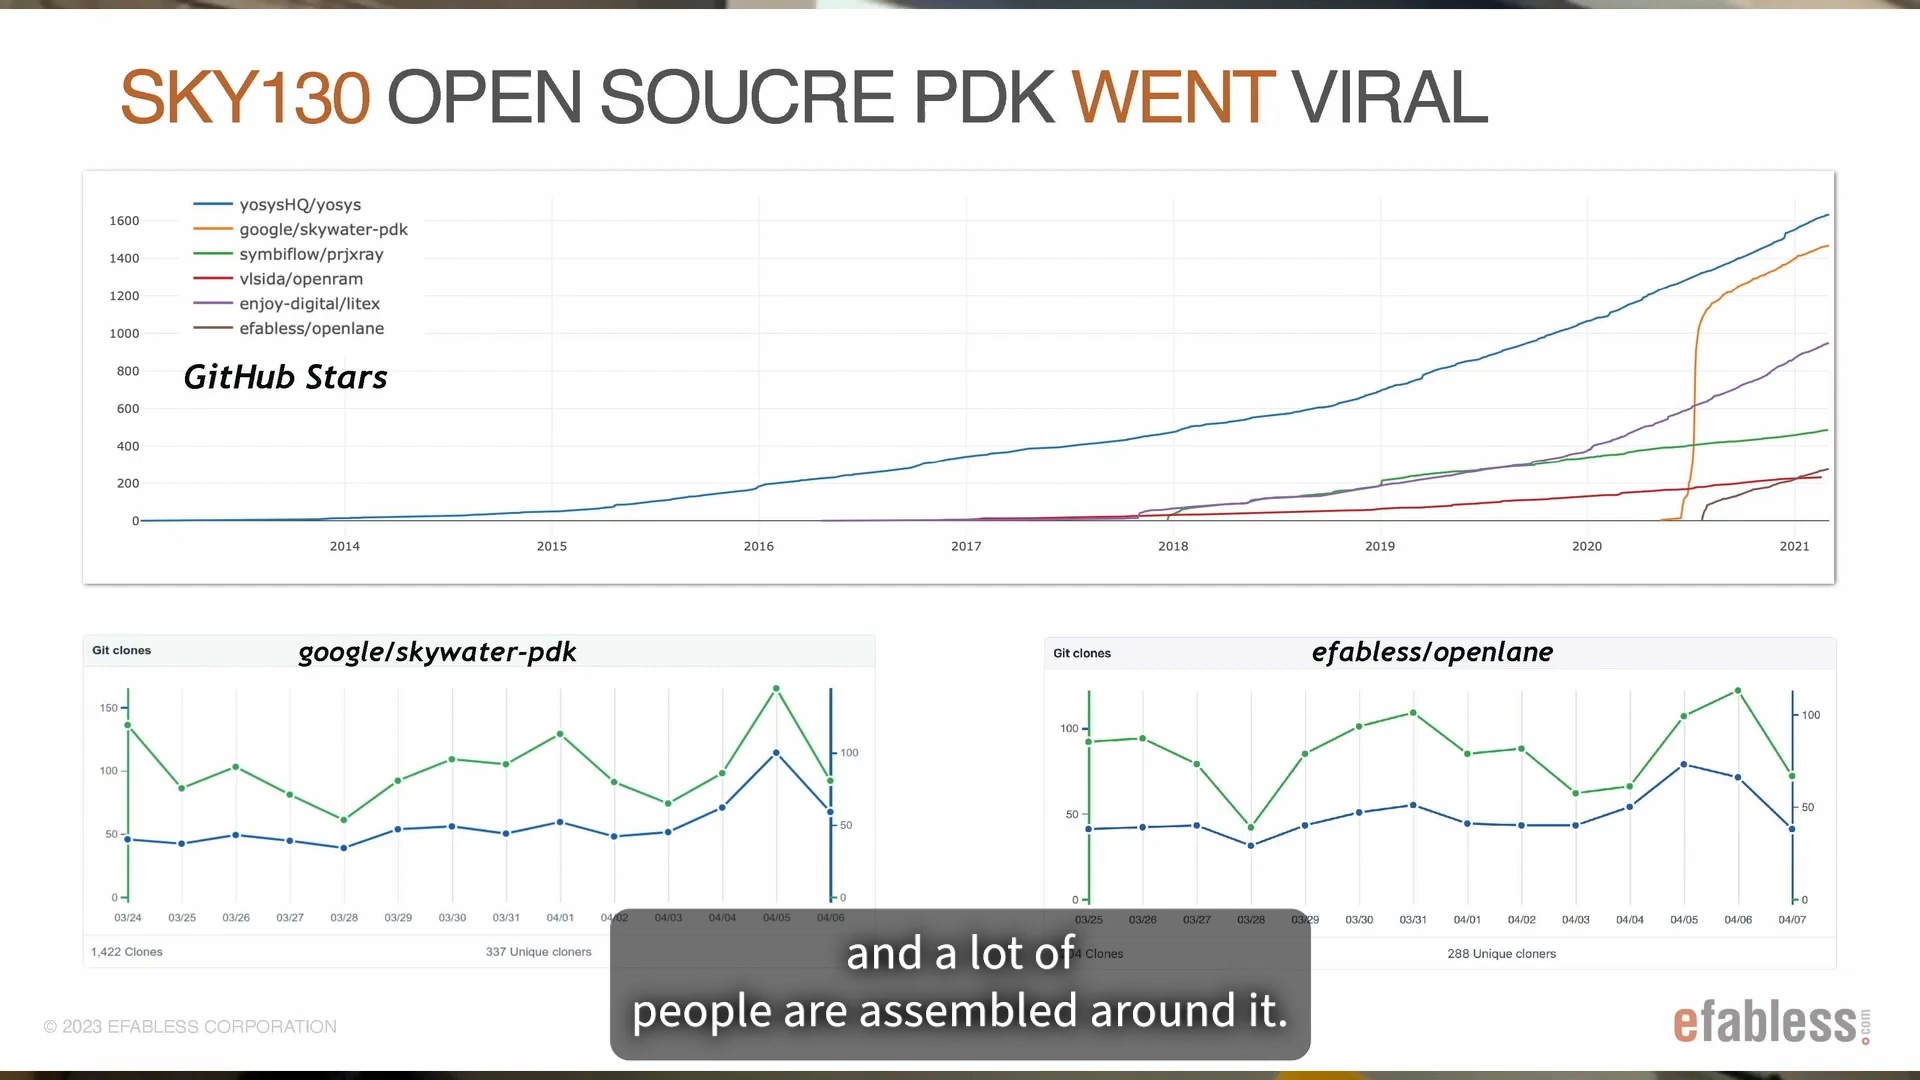 SKY130 OPEN SOUCRE PDK WENT VIRAL
yosysHQ/yosys
google/skywater-pdk
symbiflow/prjxray
vlsida/openram
enjoy-digital/litex
efabless/openlane
GitHub Stars
1600
1400
1200
1000
800
600
400
200
0
2014 2015 2016 2017 2018 2019 2020 2021
Git clones google/skywater-pdk
150
100
50
0
100
50
0
03/24 03/25 03/26 03/27 03/28 03/29 03/30 03/31 04/01 04/02 04/03 04/04 04/05 04/06
1,422 Clones 337 Unique cloners
Git clones efabless/openlane
100
50
0
100
50
0
03/25 03/26 03/27 03/28 03/29 03/30 03/31 04/01 04/02 04/03 04/04 04/05 04/06 04/07
Clones 288 Unique cloners
and a lot of
people are assembled around it.
© 2023 EFABLESS CORPORATION
efabless.com